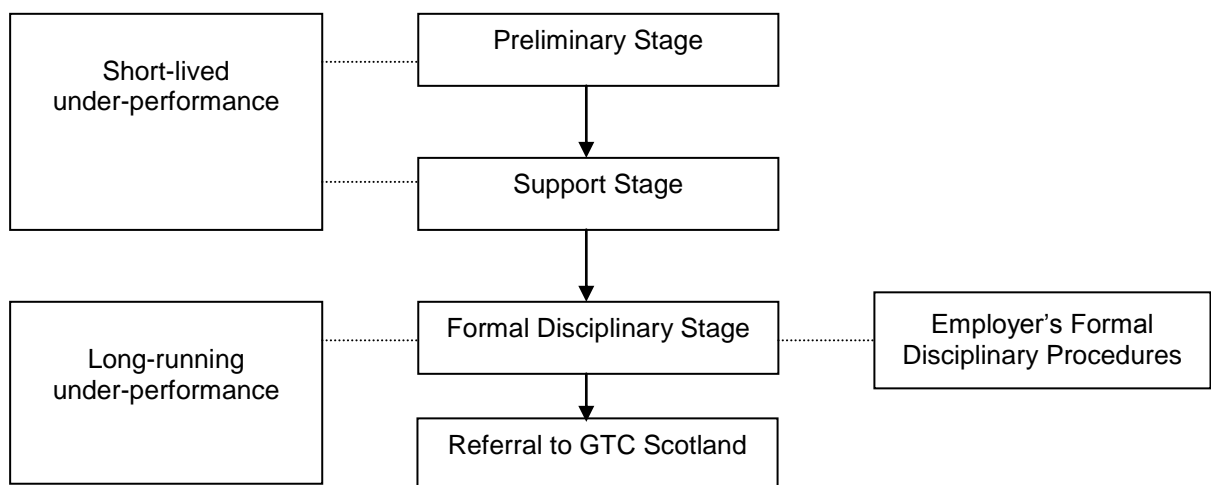 Short-lived
under-performance
Preliminary Stage
Support Stage
Long-running
under-performance
Formal Disciplinary Stage
Employer’s Formal
Disciplinary Procedures
Referral to GTC Scotland